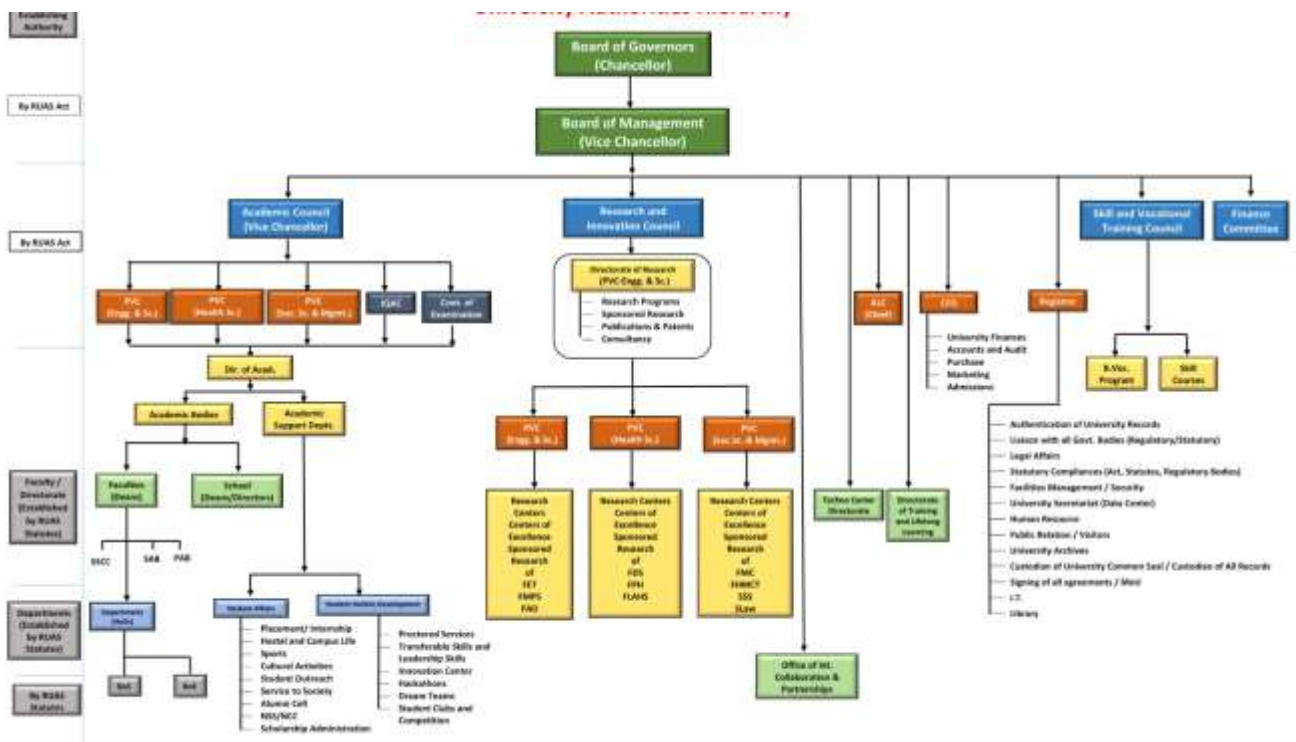 University Authorities Hierarchy
Establishing
Authority
Board of Governors
(Chancellor)
By RUAS Act
Board of Management
(Vice Chancellor)
By RUAS Act
Academic Council
(Vice Chancellor)
Research and
Innovation Council
Skill and Vocational
Training Council
Finance
Committee
Directorate of Research
(PVC-Engg. & Sc.)
Research Programs
Sponsored Research
Publications & Patents
Consultancy
PVC
(Engg. & Sc.)
PVC
(Health Sc.)
PVC
(Soc. Sc. & Mgmt.)
IQAC
Cont. of
Examination
(Chief)
Registrar
University Finances
Accounts and Audit
Purchase
Marketing
Admissions
Dir. of Acad.
B.Voc.
Program
Skill
Courses
Academic Bodies
Academic
Support Depts.
PVC
(Engg. & Sc.)
PVC
(Health Sc.)
PVC
(Soc. Sc. & Mgmt.)
Authentication of University Records
Liaison with all Govt. Bodies (Regulatory/Statutory)
Legal Affairs
Statutory Compliances (Act, Statutes, Regulatory Bodies)
Facilities Management / Security
University Secretariat (Data Center)
Human Resource
Public Relation / Visitors
University Archives
Custodian of University Common Seal / Custodian of All Records
Signing of all agreements / MoU
I.T.
Library
Faculty /
Directorate
(Established
by RUAS
Statutes)
Faculties
(Deans)
School
(Deans/Directors)
Research
Centers
Centers of
Excellence
Sponsored
Research
of
FET
FMPS
FAD
Research Centers
Centers of
Excellence
Sponsored
Research
of
FDS
FPH
FLAHS
Research Centers
Centers of
Excellence
Sponsored
Research of
FMC
FHMCT
SSS
SLaw
Techno Center
Directorate
Directorate
of Training
and Lifelong
Learning
SSCC
SAB
PAB
Departments
(Established
by RUAS
Statutes)
Department
(HoDs)
Student Affairs
Student Holistic Development
Placement/ Internship
Hostel and Campus Life
Sports
Cultural Activities
Student Outreach
Service to Society
Alumni Cell
NSS/NCC
Scholarship Administration
Proctored Services
Transferable Skills and
Leadership Skills
Innovation Center
Hackathons
Dream Teams
Student Clubs and
Competition
Office of Int.
Collaboration &
Partnerships
By RUAS
Statutes
BoE